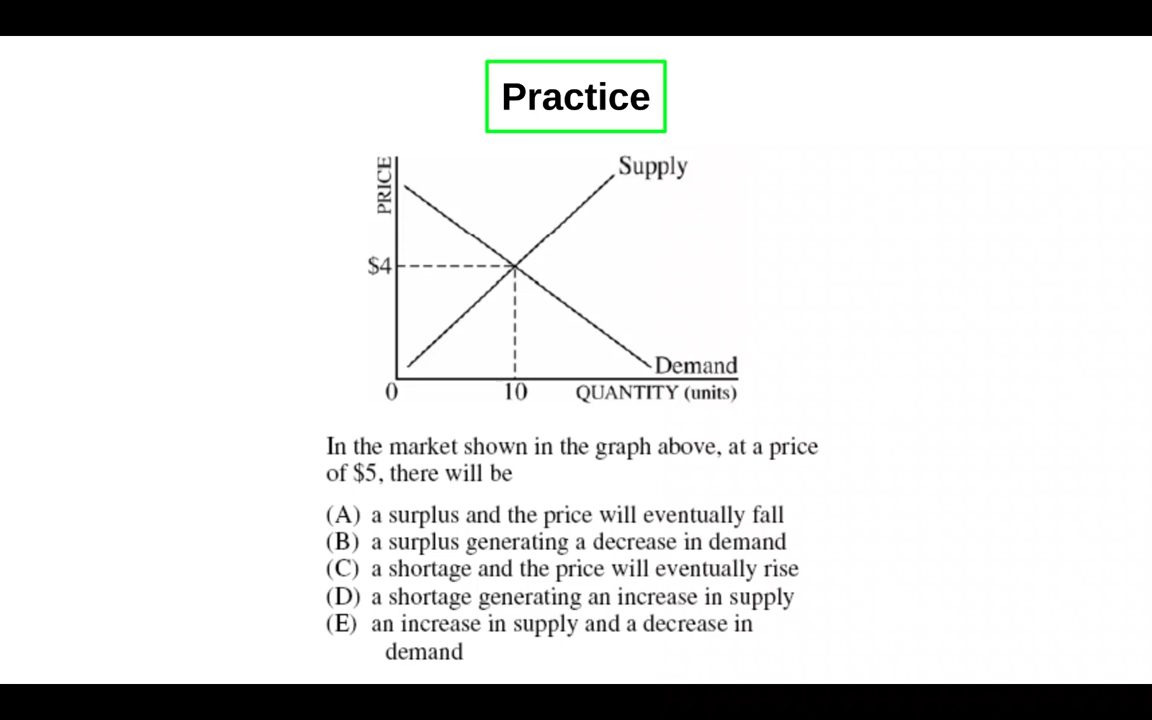 Practice
PRICE
Supply
$4
Demand
0
10
QUANTITY (units)
In the market shown in the graph above, at a price
of $5, there will be
(A) a surplus and the price will eventually fall
(B) a surplus generating a decrease in demand
(C) a shortage and the price will eventually rise
(D) a shortage generating an increase in supply
(E) an increase in supply and a decrease in
demand